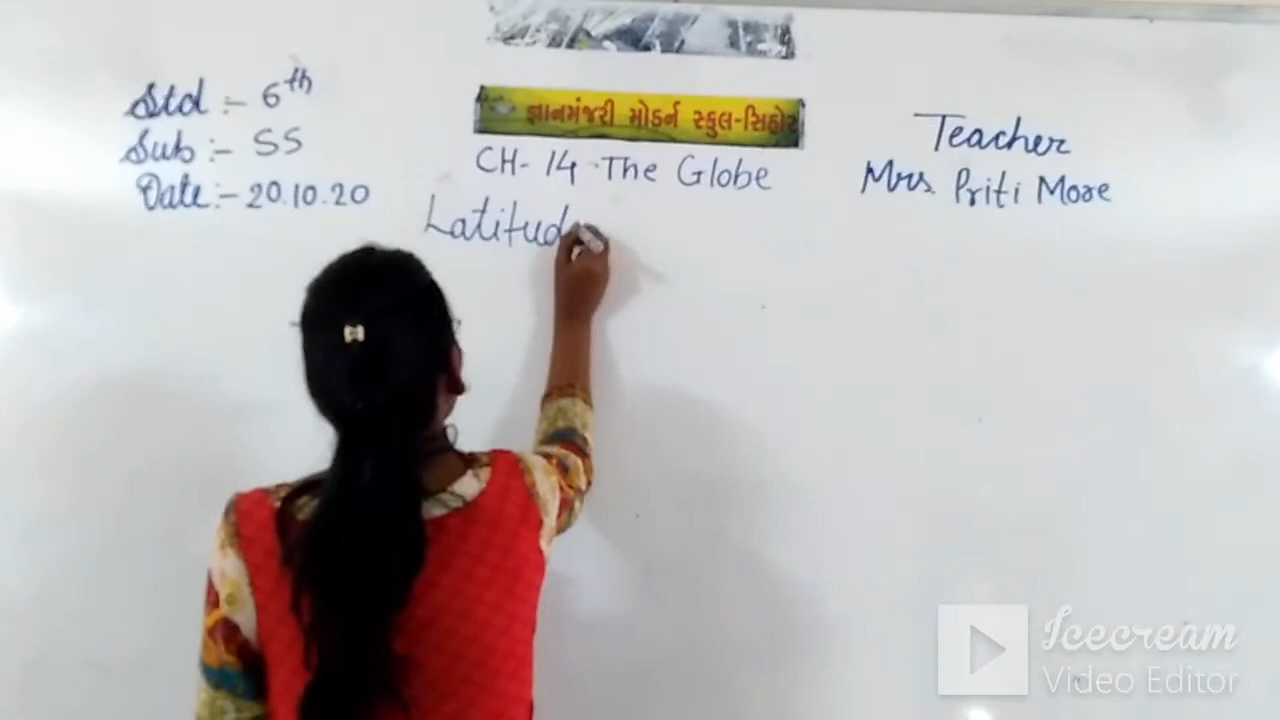 Std :- 6th
Sub :- SS
Date :- 20.10.20
જ્ઞાનમંજરી મોડર્ન સ્કુલ-સિહોર
CH- 14 - The Globe
Latitud
Teacher
Mrs. Priti More
Icecream
Video Editor